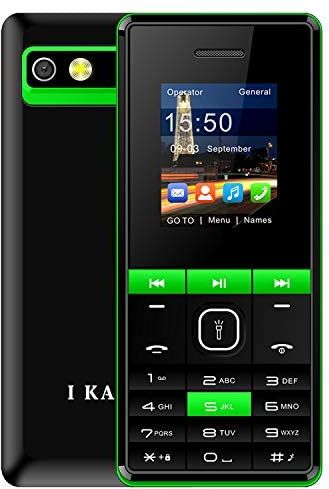 Operator General
15:50
09-03 September
GO TO | Menu | Names
1
2 ABC
3 DEF
4 GHI
5 JKL
6 MNO
7 PQRS
8 TUV
9 WXYZ
* +
0
#
I KA